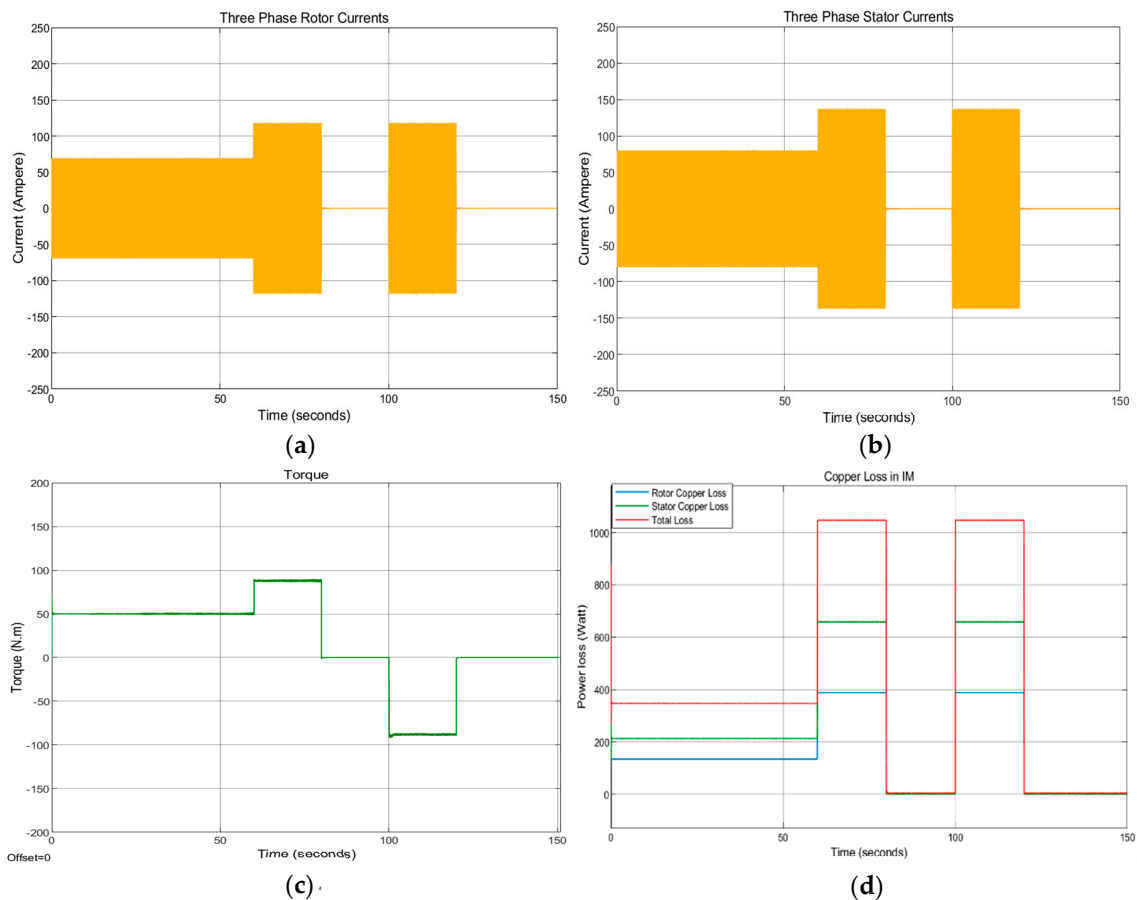 Three Phase Rotor Currents
250
200
150
100
50
0
-50
-100
-150
-200
-250
Current (Ampere)
0
50
100
150
Time (seconds)
(a)
Three Phase Stator Currents
250
200
150
100
50
0
-50
-100
-150
-200
-250
Current (Ampere)
0
50
100
150
Time (seconds)
(b)
Torque
200
150
100
50
0
-50
-100
-150
-200
Torque (N.m)
0
50
100
150
Time (seconds)
Offset=0
(c)
Copper Loss in IM
Rotor Copper Loss
Stator Copper Loss
Total Loss
1000
800
600
400
200
0
Power loss (Watt)
0
50
100
150
Time (seconds)
(d)